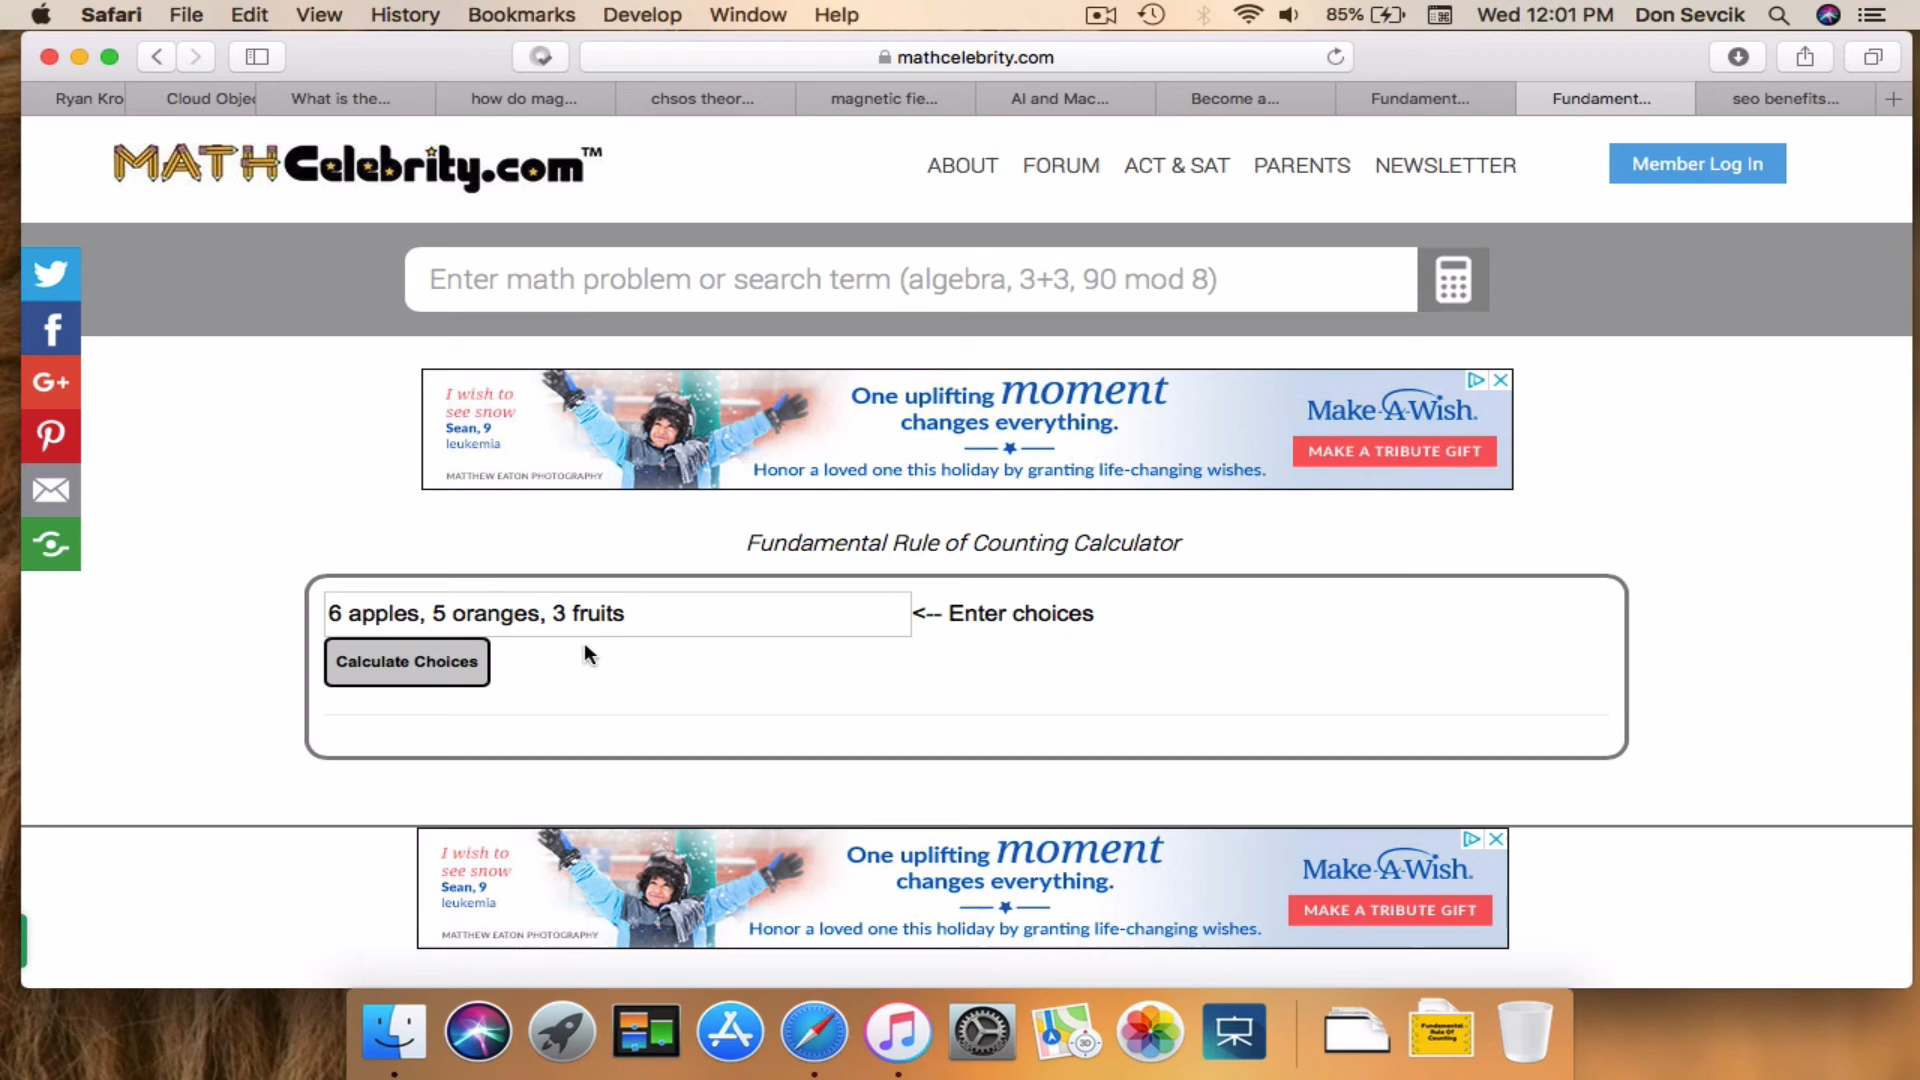 Safari File Edit View History Bookmarks Develop Window Help 85% Wed 12:01 PM Don Sevcik
mathcelebrity.com
Ryan Kro Cloud Objec What is the... how do mag... chsos theor... magnetic fie... AI and Mac... Become a... Fundament... Fundament... seo benefits...
MATHCelebrity.com™
ABOUT FORUM ACT & SAT PARENTS NEWSLETTER Member Log In
Enter math problem or search term (algebra, 3+3, 90 mod 8)
G+
I wish to
see snow
Sean, 9
leukemia
MATTHEW EATON PHOTOGRAPHY
One uplifting moment
changes everything.
Honor a loved one this holiday by granting life-changing wishes.
Make-A-Wish.
MAKE A TRIBUTE GIFT
Fundamental Rule of Counting Calculator
6 apples, 5 oranges, 3 fruits <-- Enter choices
Calculate Choices
I wish to
see snow
Sean, 9
leukemia
MATTHEW EATON PHOTOGRAPHY
One uplifting moment
changes everything.
Honor a loved one this holiday by granting life-changing wishes.
Make-A-Wish.
MAKE A TRIBUTE GIFT
3D
Fundamental
Rule Of
Counting